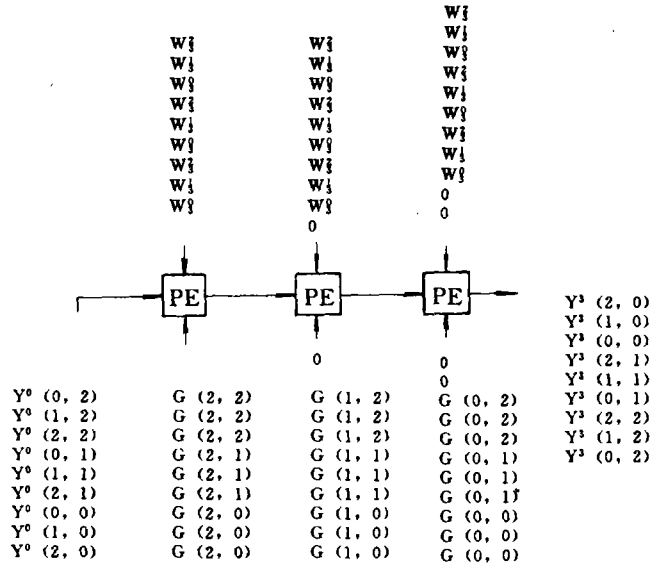 W₃²
W₃¹
W₃⁰
W₃²
W₃¹
W₃⁰
W₃²
W₃¹
W₃⁰
W₃²
W₃¹
W₃⁰
W₃²
W₃¹
W₃⁰
W₃²
W₃¹
W₃⁰
0
W₃²
W₃¹
W₃⁰
W₃²
W₃¹
W₃⁰
W₃²
W₃¹
W₃⁰
0
0
PE
PE
PE
Y⁰ (0, 2)
Y⁰ (1, 2)
Y⁰ (2, 2)
Y⁰ (0, 1)
Y⁰ (1, 1)
Y⁰ (2, 1)
Y⁰ (0, 0)
Y⁰ (1, 0)
Y⁰ (2, 0)
G (2, 2)
G (2, 2)
G (2, 2)
G (2, 1)
G (2, 1)
G (2, 1)
G (2, 0)
G (2, 0)
G (2, 0)
0
G (1, 2)
G (1, 2)
G (1, 2)
G (1, 1)
G (1, 1)
G (1, 1)
G (1, 0)
G (1, 0)
G (1, 0)
0
0
G (0, 2)
G (0, 2)
G (0, 2)
G (0, 1)
G (0, 1)
G (0, 1)
G (0, 0)
G (0, 0)
G (0, 0)
Y³ (2, 0)
Y³ (1, 0)
Y³ (0, 0)
Y³ (2, 1)
Y³ (1, 1)
Y³ (0, 1)
Y³ (2, 2)
Y³ (1, 2)
Y³ (0, 2)